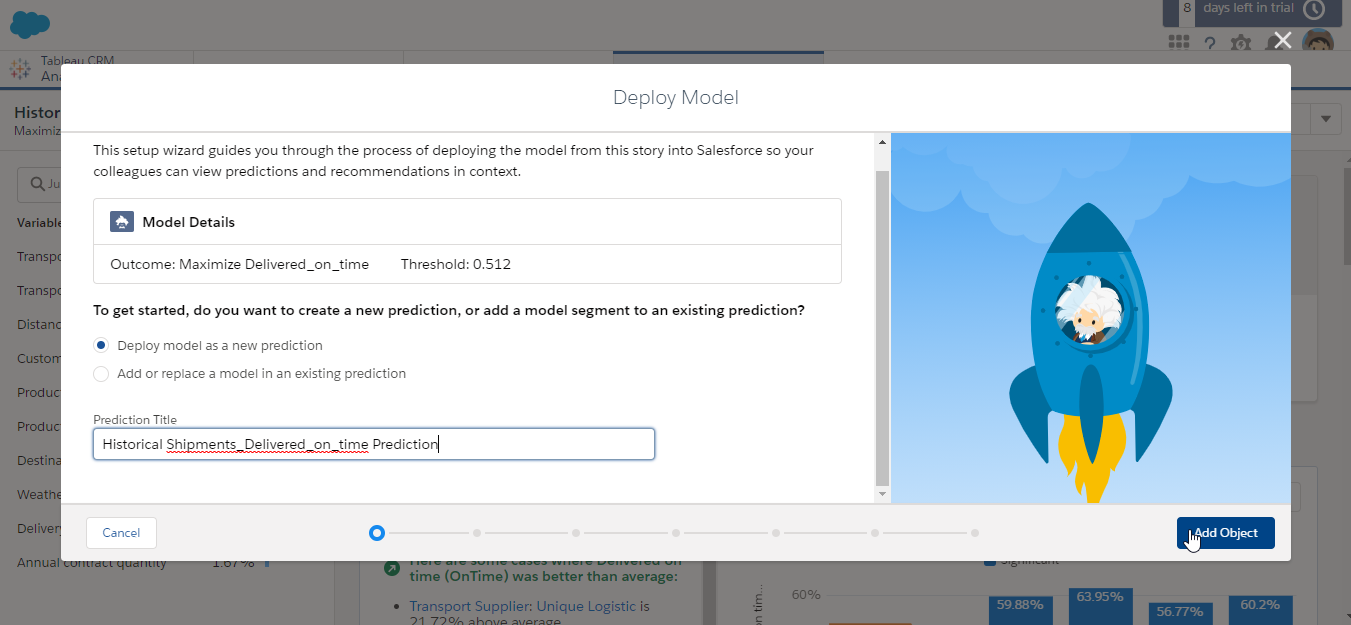 8 days left in trial
Tableau CRM
Deploy Model
This setup wizard guides you through the process of deploying the model from this story into Salesforce so your
colleagues can view predictions and recommendations in context.
Model Details
Outcome: Maximize Delivered_on_time Threshold: 0.512
To get started, do you want to create a new prediction, or add a model segment to an existing prediction?
Deploy model as a new prediction
Add or replace a model in an existing prediction
Prediction Title
Historical Shipments_Delivered_on_time Prediction
Cancel
Add Object
Annual contract quantity 1.67%
Here are some cases where Delivered on
time (OnTime) was better than average:
• Transport Supplier: Unique Logistic is
21.72% above average
Significant
60%
59.88%
63.95%
56.77%
60.2%